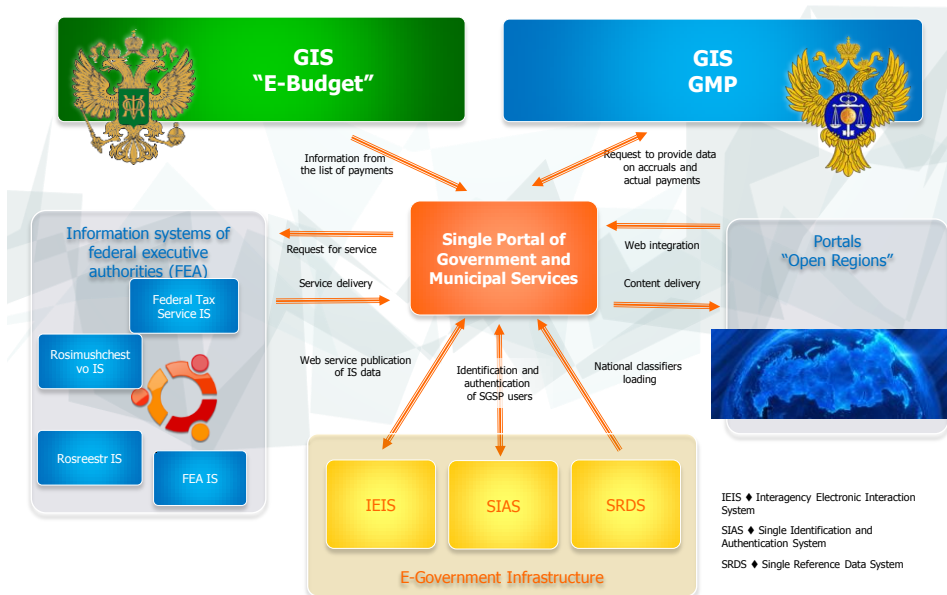 GIS
“E-Budget”
GIS
GMP
Information from
the list of payments
Request to provide data
on accruals and
actual payments
Information systems of
federal executive
authorities (FEA)
Federal Tax
Service IS
Rosimushchest
vo IS
Rosreestr IS
FEA IS
Request for service
Service delivery
Single Portal of
Government and
Municipal Services
Web integration
Content delivery
Portals
“Open Regions”
Web service publication
of IS data
Identification and
authentication
of SGSP users
National classifiers
loading
IEIS
SIAS
SRDS
E-Government Infrastructure
IEIS ♦ Interagency Electronic Interaction
System
SIAS ♦ Single Identification and
Authentication System
SRDS ♦ Single Reference Data System